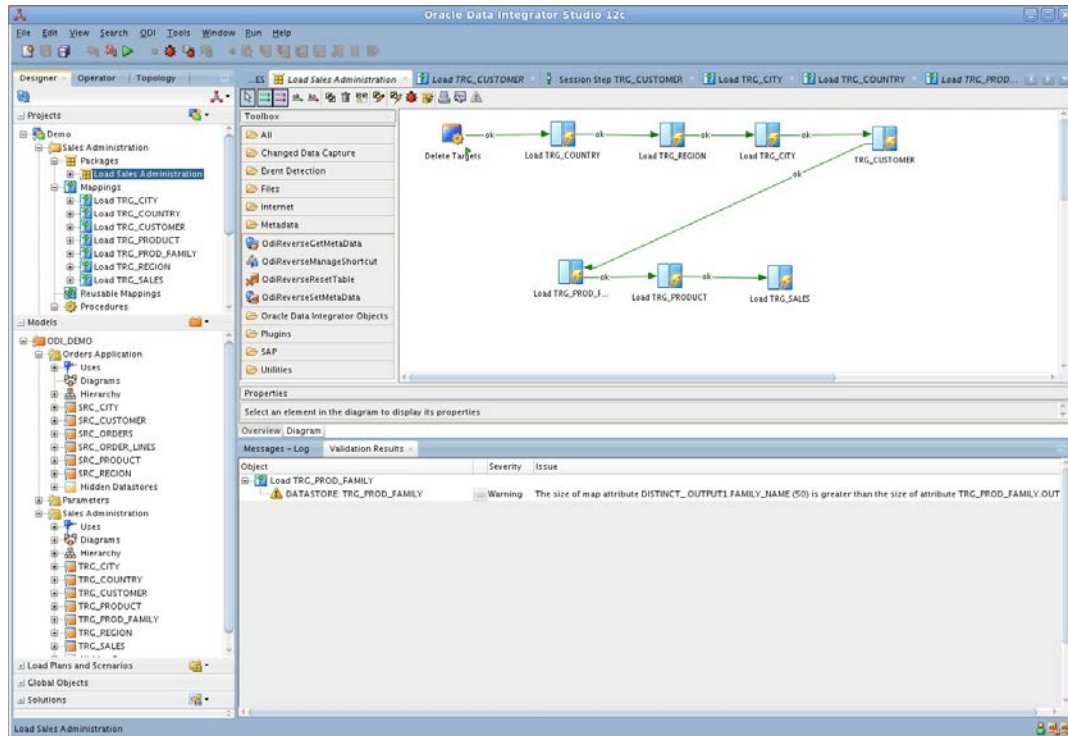 Oracle Data Integrator Studio 12c
File Edit View Search ODI Tools Window Run Help
Designer Operator Topology
...ES Load Sales Administration Load TRG_CUSTOMER Session Step TRG_CUSTOMER Load TRG_CITY Load TRG_COUNTRY Load TRG_PROD...
Projects
Demo
Sales Administration
Packages
Load Sales Administration
Mappings
Load TRG_CITY
Load TRG_COUNTRY
Load TRG_CUSTOMER
Load TRG_PRODUCT
Load TRG_PROD_FAMILY
Load TRG_REGION
Load TRG_SALES
Reusable Mappings
Procedures
Models
ODI_DEMO
Orders Application
Uses
Diagrams
Hierarchy
SRC_CITY
SRC_CUSTOMER
SRC_ORDERS
SRC_ORDER_LINES
SRC_PRODUCT
SRC_REGION
Hidden Datastores
Parameters
Sales Administration
Uses
Diagrams
Hierarchy
TRG_CITY
TRG_COUNTRY
TRG_CUSTOMER
TRG_PRODUCT
TRG_PROD_FAMILY
TRG_REGION
TRG_SALES
Load Plans and Scenarios
Global Objects
Solutions
Toolbox
All
Changed Data Capture
Event Detection
Files
Internet
Metadata
OdiReverseGetMetaData
OdiReverseManageShortcut
OdiReverseResetTable
OdiReverseSetMetaData
Oracle Data Integrator Objects
Plugins
SAP
Utilities
ok ok ok ok
Delete Targets Load TRG_COUNTRY Load TRG_REGION Load TRG_CITY TRG_CUSTOMER
ok
ok ok
Load TRG_PROD_F... Load TRG_PRODUCT Load TRG_SALES
Properties
Select an element in the diagram to display its properties
Overview Diagram
Messages - Log Validation Results
Object Severity Issue
Load TRG_PROD_FAMILY
DATASTORE: TRG_PROD_FAMILY ... Warning The size of map attribute DISTINCT_.OUTPUT1.FAMILY_NAME (50) is greater than the size of attribute TRG_PROD_FAMILY.OUT
Load Sales Administration